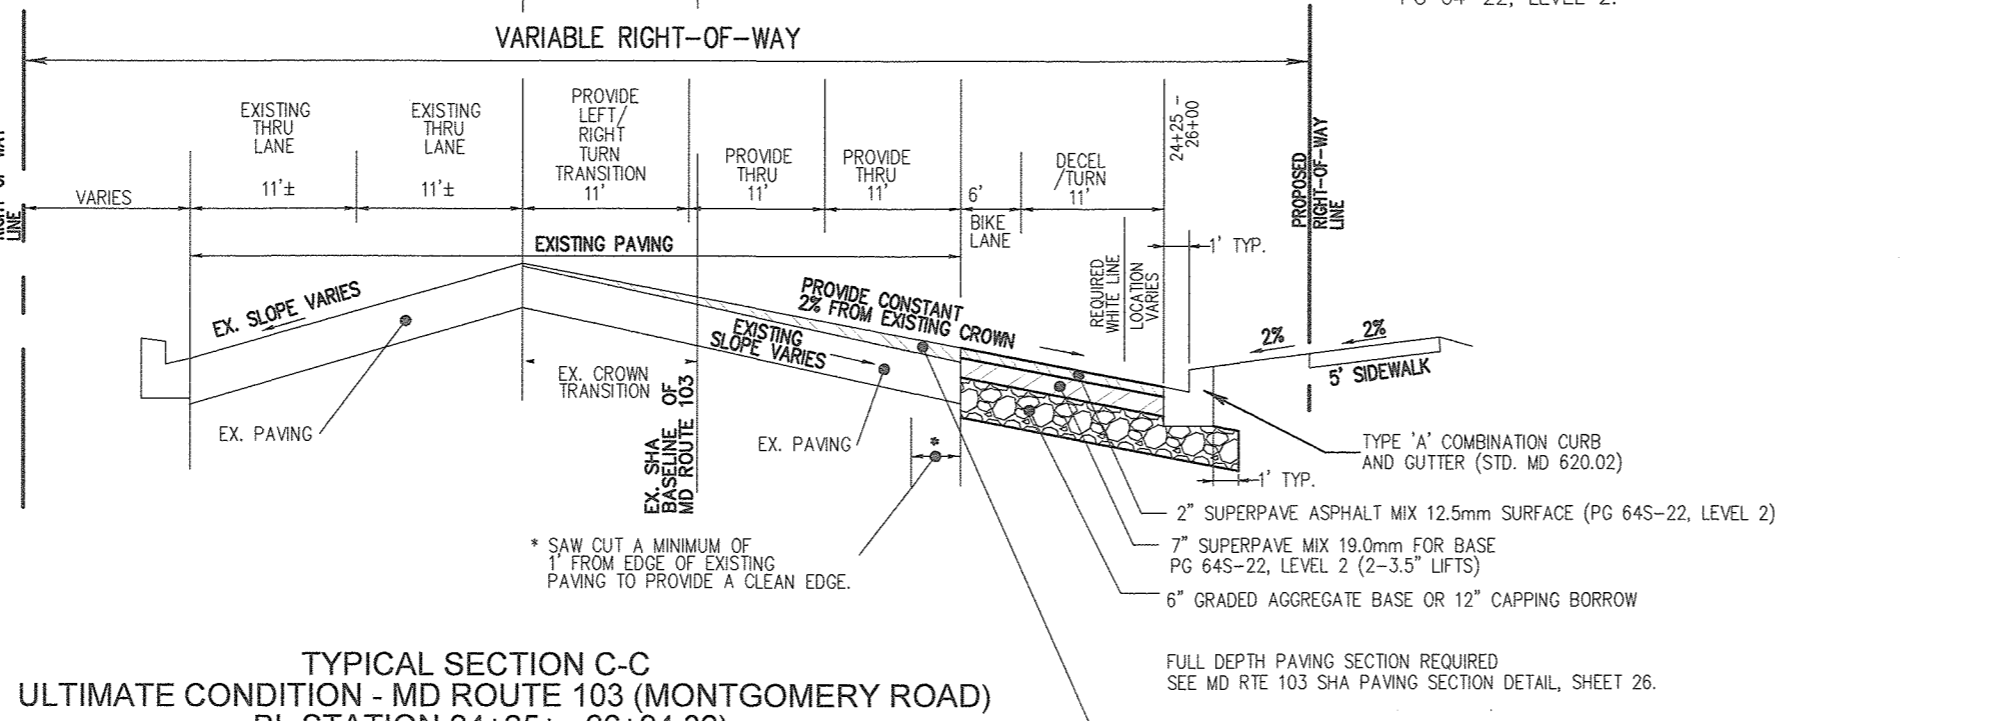 PG 64-22, LEVEL 2.
VARIABLE RIGHT-OF-WAY
LINE
VARIES
EXISTING
THRU
LANE
11'±
EXISTING
THRU
LANE
11'±
PROVIDE
LEFT/
RIGHT
TURN
TRANSITION
11'
PROVIDE
THRU
11'
PROVIDE
THRU
11'
6'
BIKE
LANE
DECEL
/TURN
11'
24+25 -
26+00
PROPOSED
RIGHT-OF-WAY
LINE
EXISTING PAVING
1' TYP.
REQUIRED
WHITE LINE
LOCATION
VARIES
EX. SLOPE VARIES
PROVIDE CONSTANT
2% FROM EXISTING CROWN
EXISTING
SLOPE VARIES
2%
2%
5' SIDEWALK
EX. CROWN
TRANSITION
EX. PAVING
EX. SHA
BASELINE OF
MD ROUTE 103
EX. PAVING
*
1' TYP.
TYPE 'A' COMBINATION CURB
AND GUTTER (STD. MD 620.02)
2" SUPERPAVE ASPHALT MIX 12.5mm SURFACE (PG 64S-22, LEVEL 2)
7" SUPERPAVE MIX 19.0mm FOR BASE
PG 64S-22, LEVEL 2 (2-3.5" LIFTS)
6" GRADED AGGREGATE BASE OR 12" CAPPING BORROW
* SAW CUT A MINIMUM OF
1' FROM EDGE OF EXISTING
PAVING TO PROVIDE A CLEAN EDGE.
FULL DEPTH PAVING SECTION REQUIRED
SEE MD RTE 103 SHA PAVING SECTION DETAIL, SHEET 26.
TYPICAL SECTION C-C
ULTIMATE CONDITION - MD ROUTE 103 (MONTGOMERY ROAD)